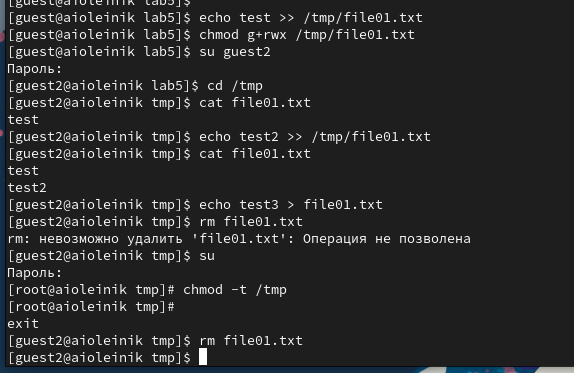 [guest@aioleinik lab5]$
[guest@aioleinik lab5]$ echo test >> /tmp/file01.txt
[guest@aioleinik lab5]$ chmod g+rwx /tmp/file01.txt
[guest@aioleinik lab5]$ su guest2
Пароль:
[guest2@aioleinik lab5]$ cd /tmp
[guest2@aioleinik tmp]$ cat file01.txt
test
[guest2@aioleinik tmp]$ echo test2 >> /tmp/file01.txt
[guest2@aioleinik tmp]$ cat file01.txt
test
test2
[guest2@aioleinik tmp]$ echo test3 > file01.txt
[guest2@aioleinik tmp]$ rm file01.txt
rm: невозможно удалить 'file01.txt': Операция не позволена
[guest2@aioleinik tmp]$ su
Пароль:
[root@aioleinik tmp]# chmod -t /tmp
[root@aioleinik tmp]#
exit
[guest2@aioleinik tmp]$ rm file01.txt
[guest2@aioleinik tmp]$